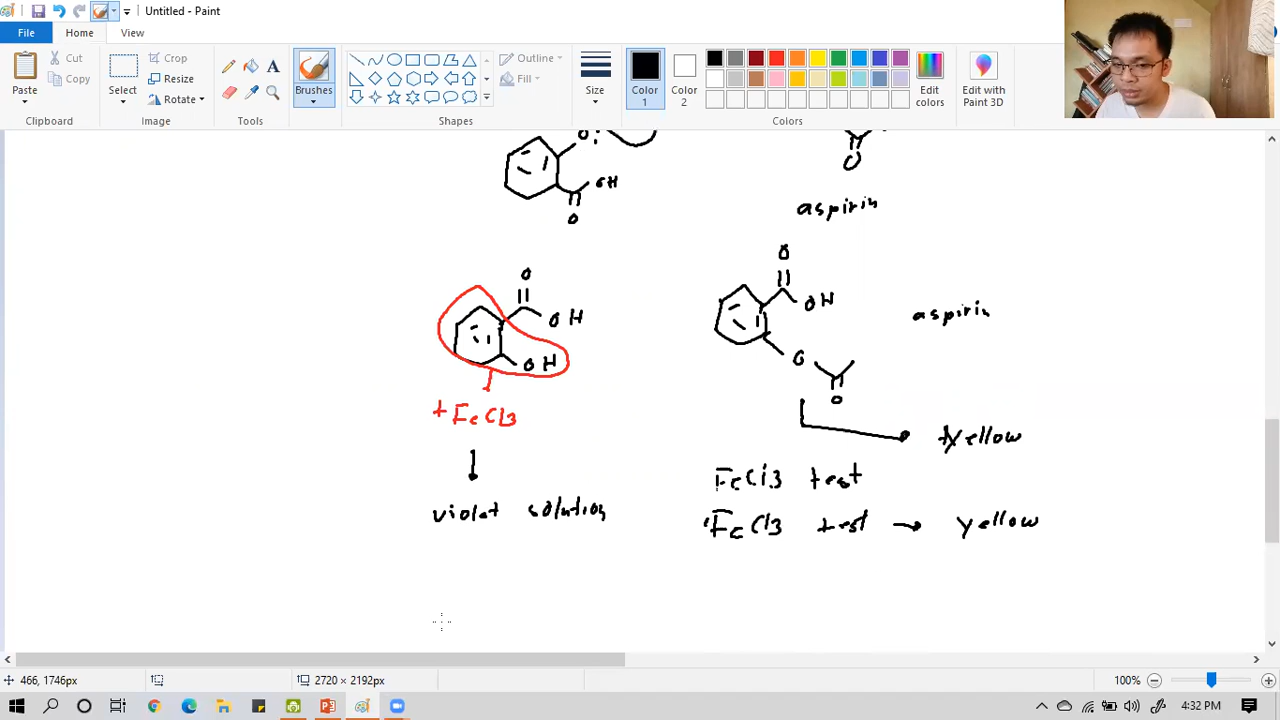 Untitled - Paint
File
Home
View
Paste
Cut
Copy
Clipboard
Select
Crop
Resize
Rotate
Image
Tools
Brushes
Shapes
Outline
Fill
Size
Color 1
Color 2
Edit colors
Edit with Paint 3D
Colors
O
OH
O
O
aspirin
O
OH
OH
+ FeCl3
violet solution
O
OH
aspirin
O
O
yellow
FeCl3 test
FeCl3 test → yellow
466, 1746px
2720 × 2192px
100%
4:32 PM